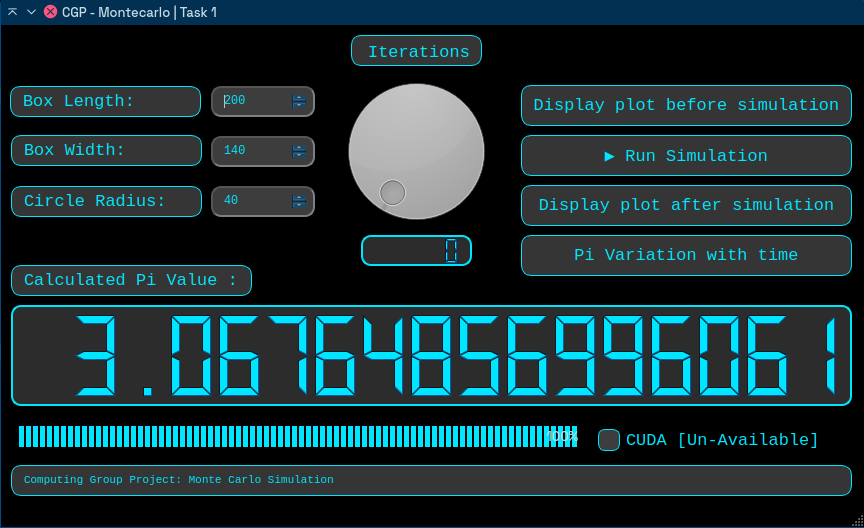 CGP - Montecarlo | Task 1
Iterations
Box Length:
200
Box Width:
140
Circle Radius:
40
0
Display plot before simulation
▶ Run Simulation
Display plot after simulation
Pi Variation with time
Calculated Pi Value :
3.06764856996061
100%
CUDA [Un-Available]
Computing Group Project: Monte Carlo Simulation